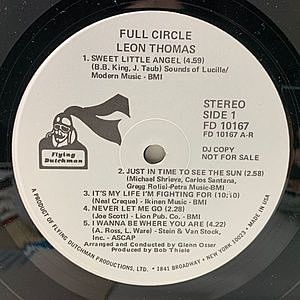 FULL CIRCLE
LEON THOMAS
1. SWEET LITTLE ANGEL (4.59)
(B.B. King, J. Taub) Sounds of Lucille/
Modern Music - BMI
STEREO
SIDE 1
FD 10167
FD 10167 A-R
DJ COPY
NOT FOR SALE
Flying
Dutchman
2. JUST IN TIME TO SEE THE SUN (2.58)
(Michael Shrieve, Carlos Santana,
Gregg Rolie)-Petra Music-BMI
3. IT'S MY LIFE I'M FIGHTING FOR (10:50)
(Neal Creque) - Ikinen Music - BMI
4. NEVER LET ME GO (2.28)
(Joe Scott) - Lion Pub. Co. - BMI
5. I WANNA BE WHERE YOU ARE (4.22)
(A. Ross, L. Ware) - Stein & Van Stock,
Inc. - ASCAP
Arranged and Conducted by Glenn Osser
Produced by Bob Thiele
A PRODUCT OF FLYING DUTCHMAN PRODUCTIONS, LTD. • 1841 BROADWAY • NEW YORK 10023 • MADE IN USA